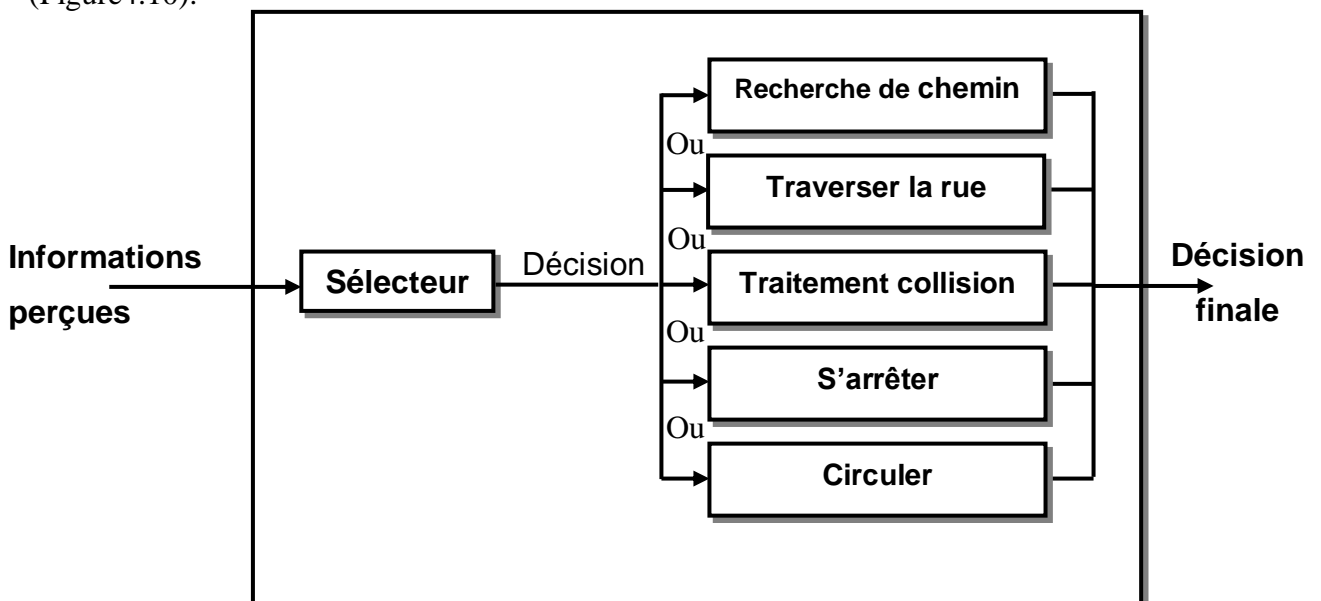 (Figure4.10).
Recherche de chemin
Ou
Traverser la rue
Ou
Informations
perçues
Sélecteur
Décision
Traitement collision
Décision
finale
Ou
S’arrêter
Ou
Circuler